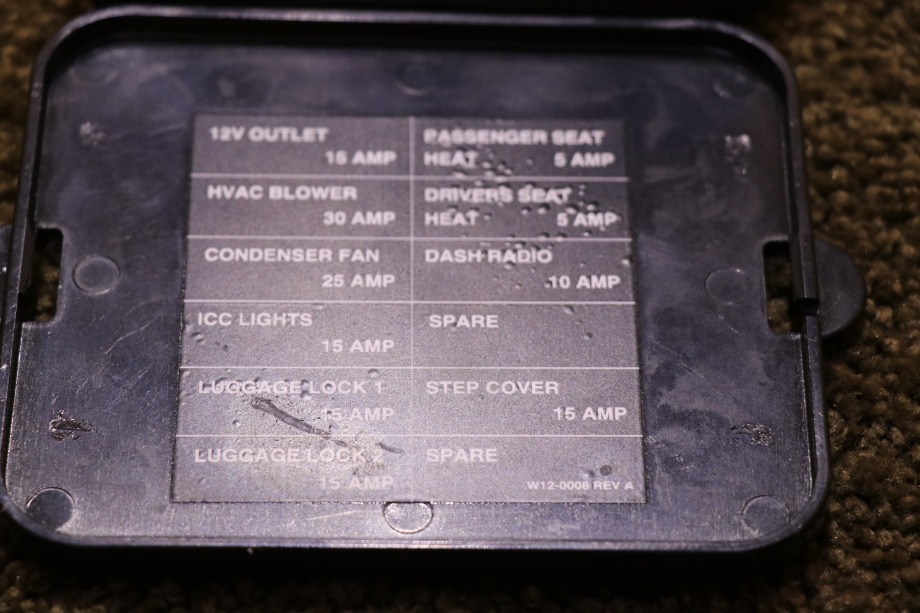 12V OUTLET
15 AMP
PASSENGER SEAT
HEAT 5 AMP
HVAC BLOWER
30 AMP
DRIVERS SEAT
HEAT 5 AMP
CONDENSER FAN
25 AMP
DASH RADIO
10 AMP
ICC LIGHTS
15 AMP
SPARE
LUGGAGE LOCK 1
15 AMP
STEP COVER
15 AMP
LUGGAGE LOCK 2
15 AMP
SPARE
W12-0008 REV A